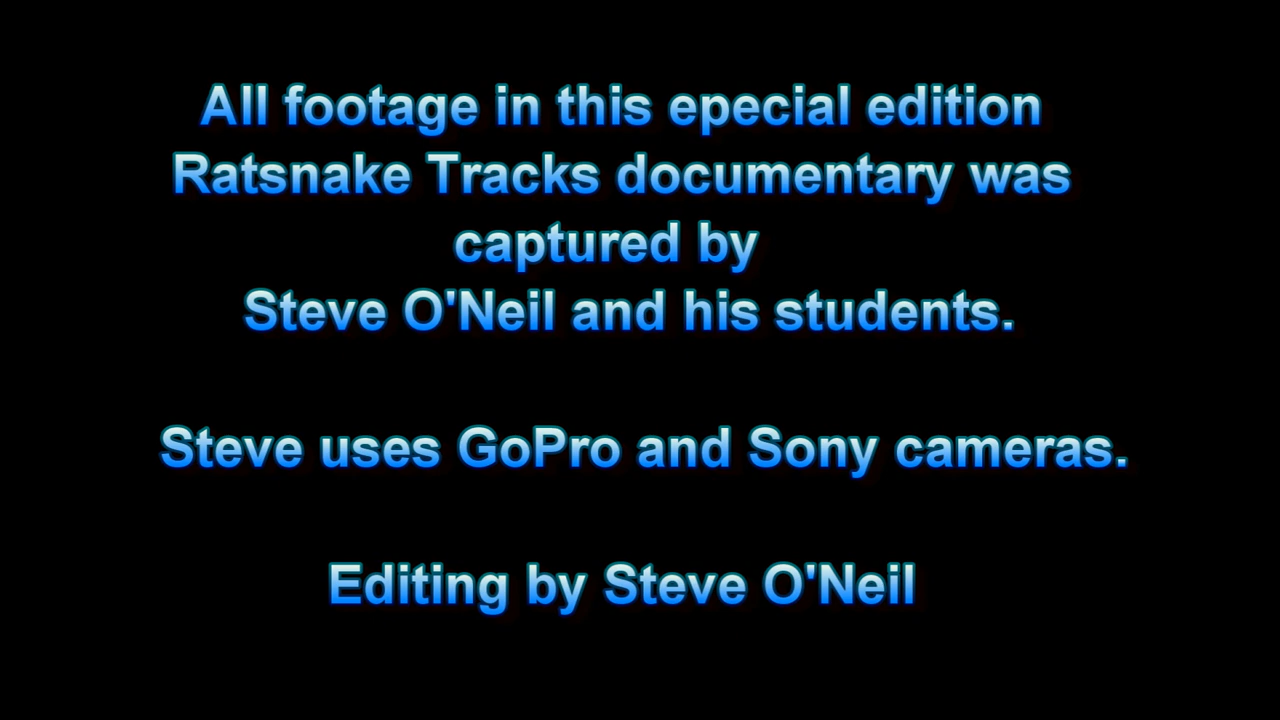 All footage in this epecial edition
Ratsnake Tracks documentary was
captured by
Steve O'Neil and his students.
Steve uses GoPro and Sony cameras.
Editing by Steve O'Neil